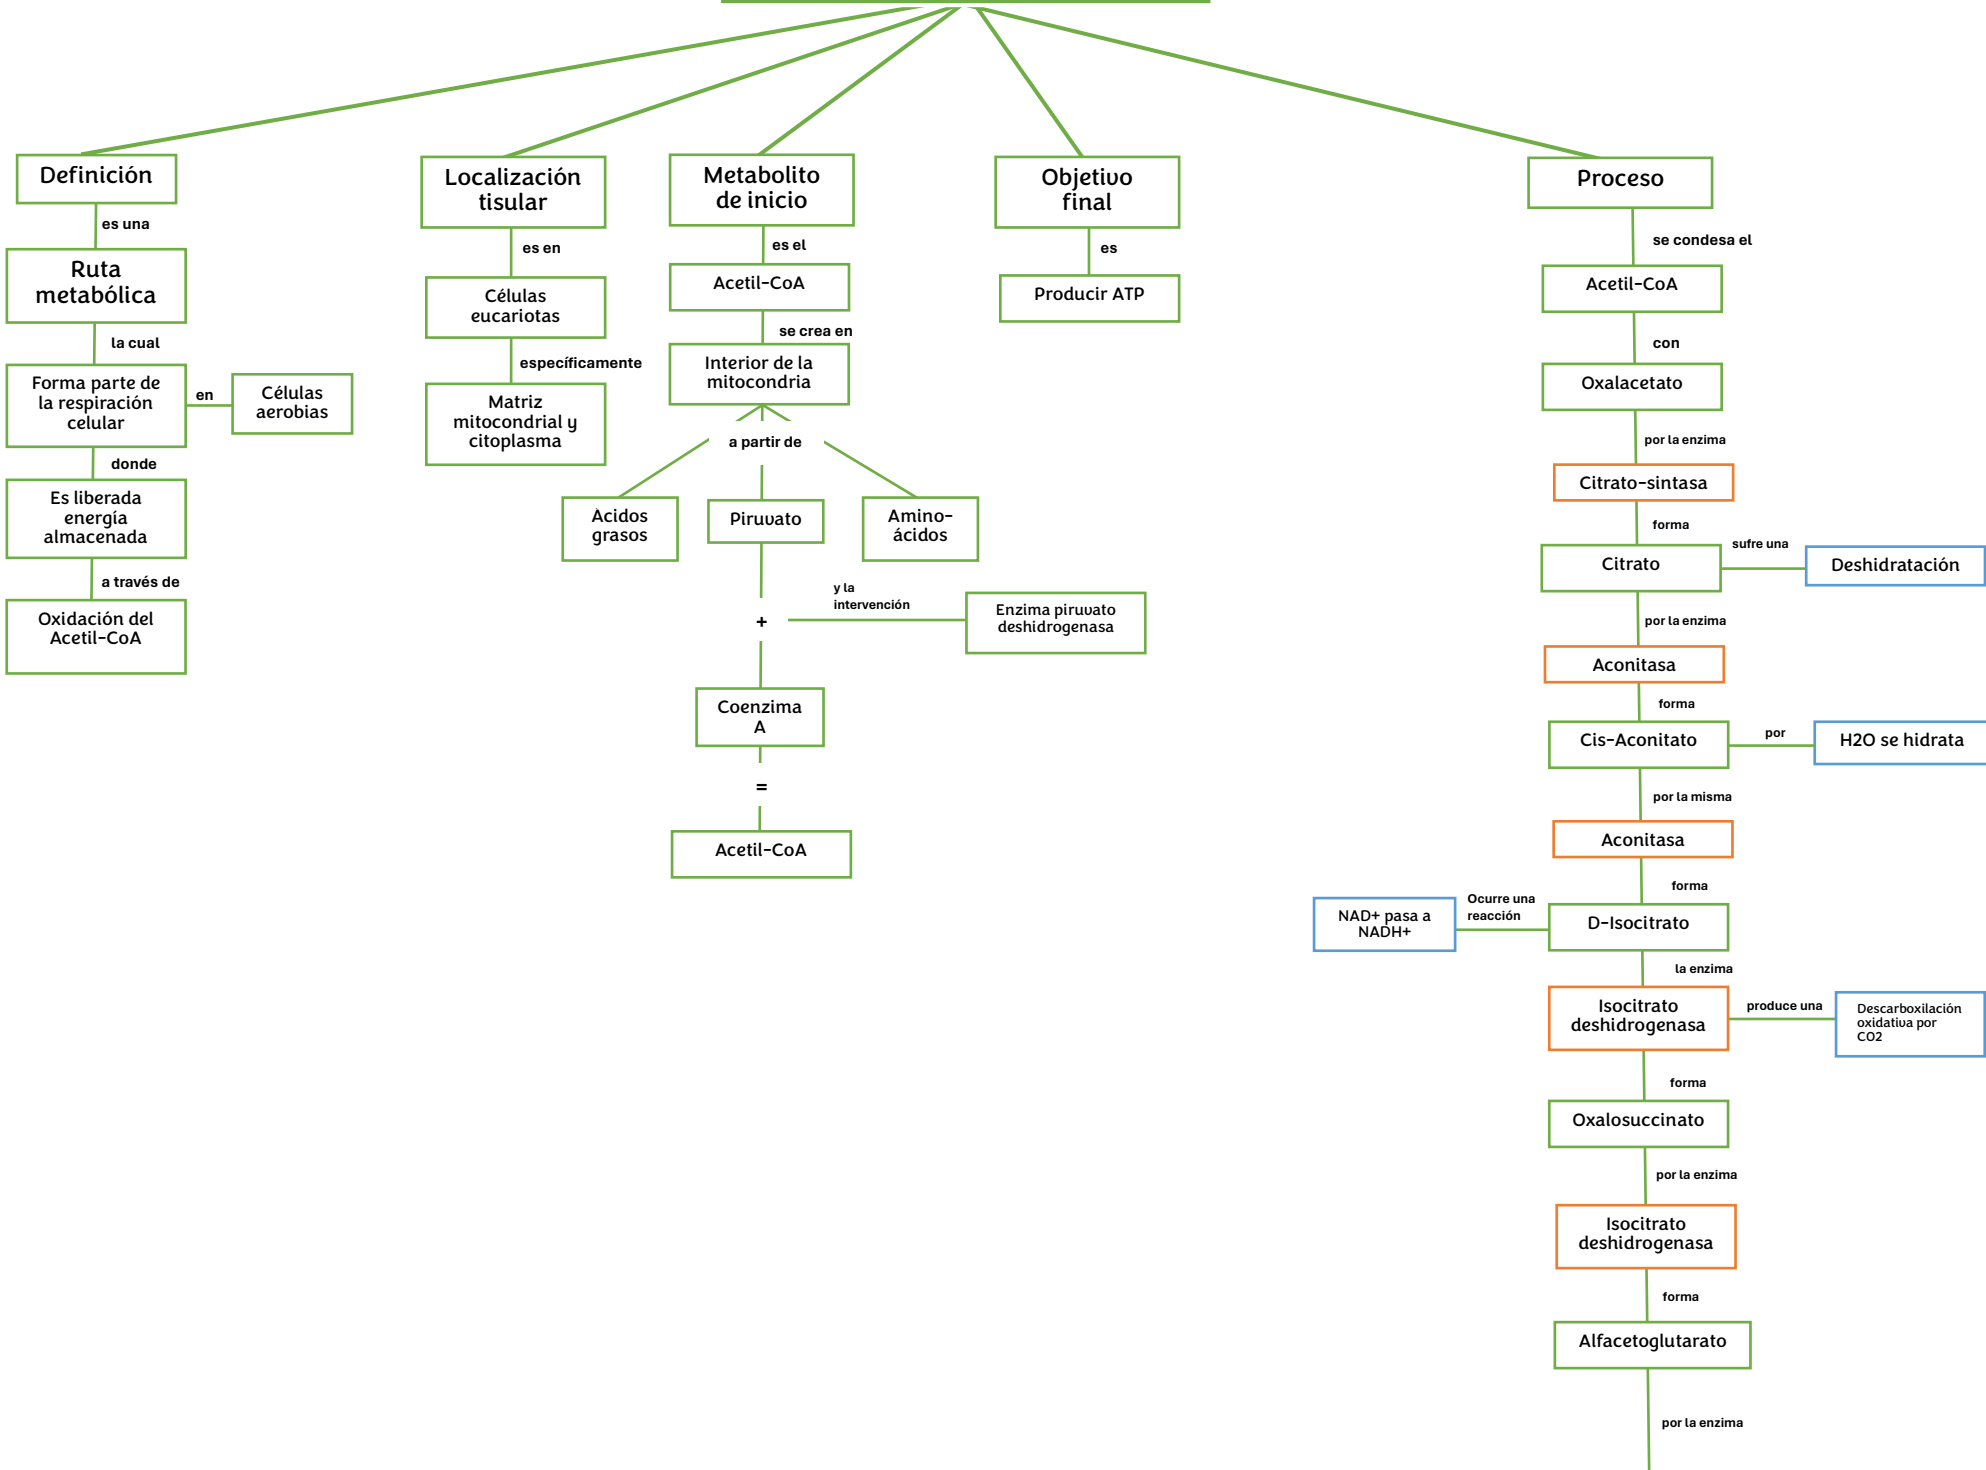 Definición
es una
Ruta
metabólica
la cual
Forma parte de
la respiración
celular
en
Células
aerobias
donde
Es liberada
energía
almacenada
a través de
Oxidación del
Acetil-CoA
Localización
tisular
es en
Células
eucariotas
específicamente
Matriz
mitocondrial y
citoplasma
Metabolito
de inicio
es el
Acetil-CoA
se crea en
Interior de la
mitocondria
a partir de
Ácidos
grasos
Piruvato
Amino-
ácidos
+
y la
intervención
Enzima piruvato
deshidrogenasa
Coenzima
A
=
Acetil-CoA
Objetivo
final
es
Producir ATP
Proceso
se condesa el
Acetil-CoA
con
Oxalacetato
por la enzima
Citrato-sintasa
forma
Citrato
sufre una
Deshidratación
por la enzima
Aconitasa
forma
Cis-Aconitato
por
H2O se hidrata
por la misma
Aconitasa
forma
D-Isocitrato
Ocurre una
reacción
NAD+ pasa a
NADH+
la enzima
Isocitrato
deshidrogenasa
produce una
Descarboxilación
oxidativa por
CO2
forma
Oxalosuccinato
por la enzima
Isocitrato
deshidrogenasa
forma
Alfacetoglutarato
por la enzima